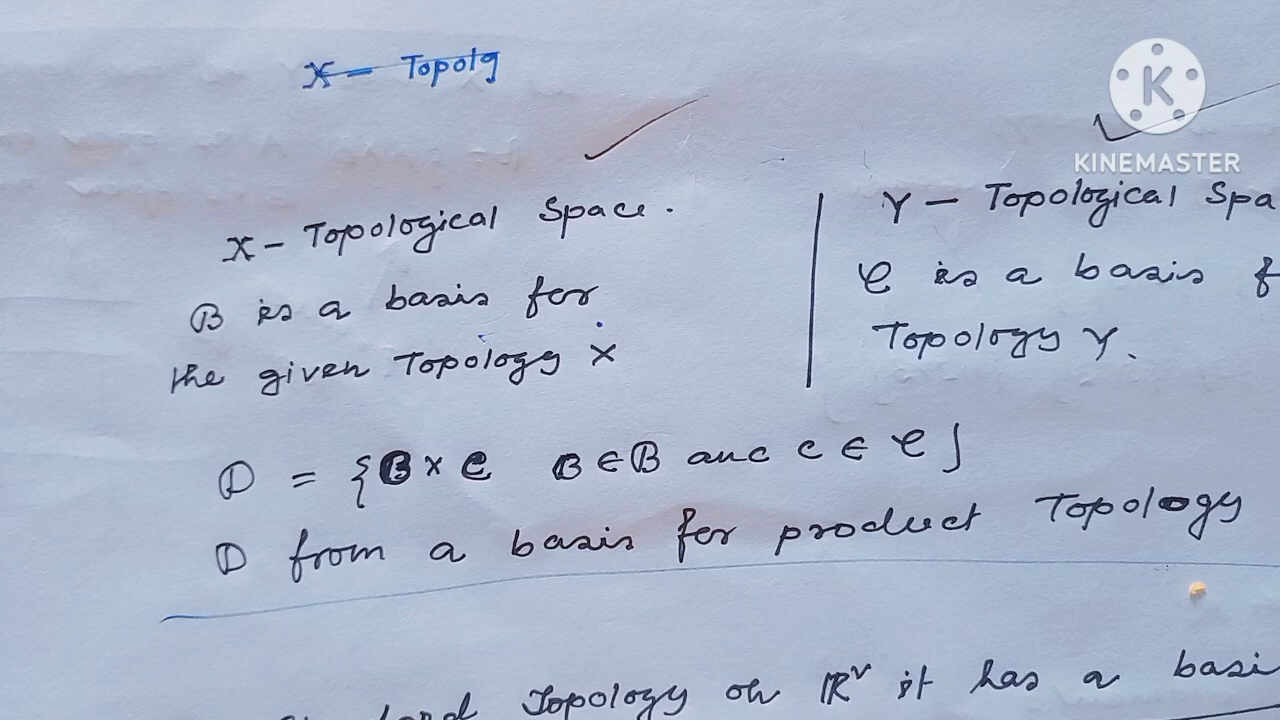 X - Topolg
K
KINEMASTER
X - Topological Space.
B is a basis for
the given Topology X
Y - Topological Spa
C is a basis f
Topology Y.
D = {B × C B ∈ B and c ∈ C}
D from a basis for product Topology
Topology on R² it has a basi